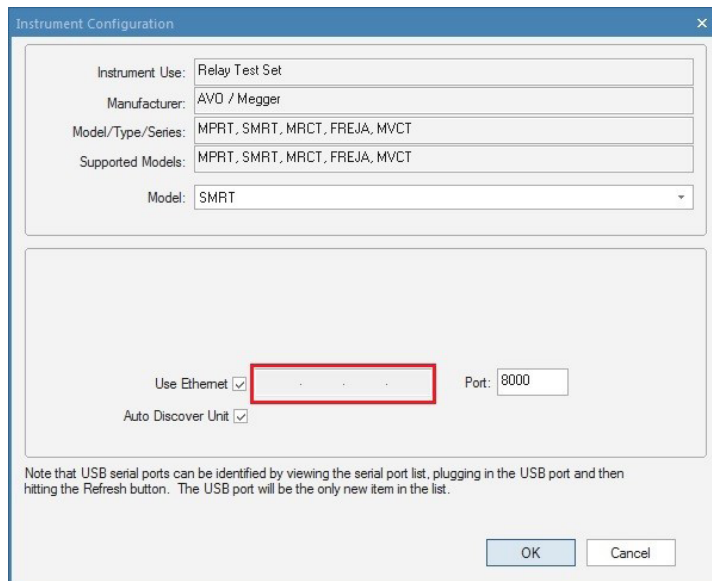 Instrument Configuration
Instrument Use: Relay Test Set
Manufacturer: AVO / Megger
Model/Type/Series: MPRT, SMRT, MRCT, FREJA, MVCT
Supported Models: MPRT, SMRT, MRCT, FREJA, MVCT
Model: SMRT
Use Ethernet . . . Port: 8000
Auto Discover Unit
Note that USB serial ports can be identified by viewing the serial port list, plugging in the USB port and then
hitting the Refresh button. The USB port will be the only new item in the list.
OK Cancel